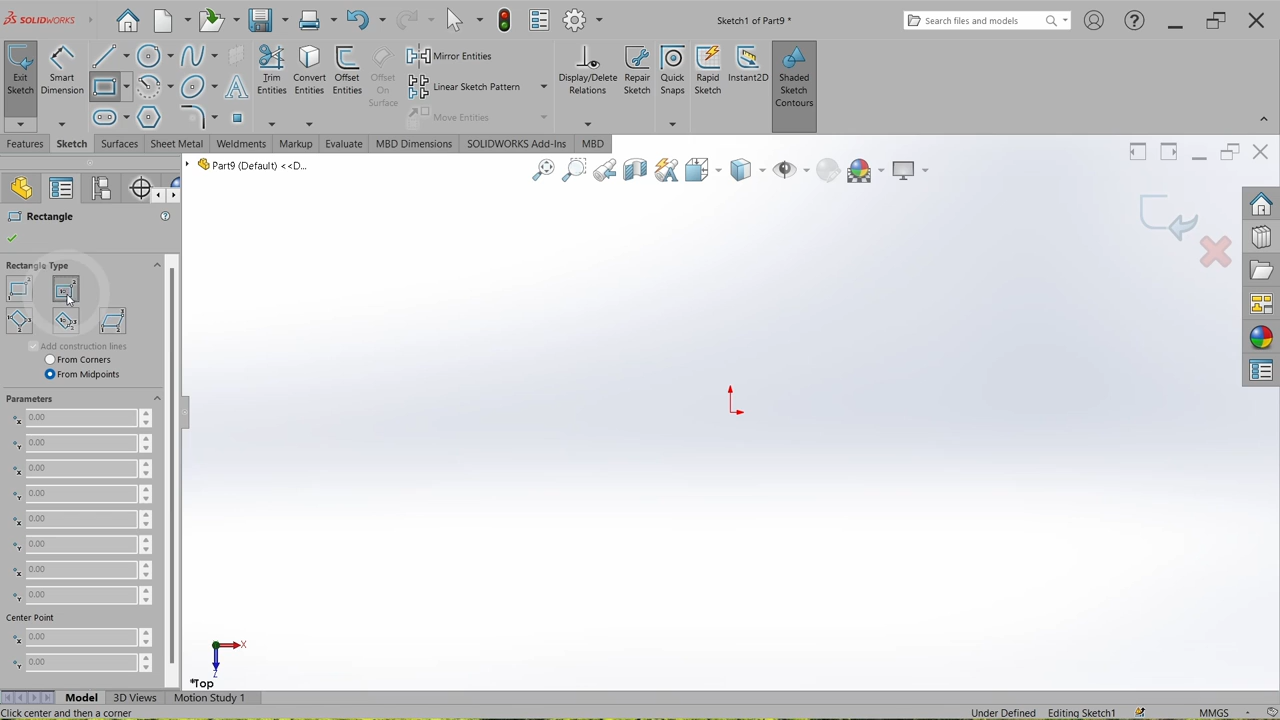 SOLIDWORKS
Sketch1 of Part9 *
Search files and models
Exit Sketch
Smart Dimension
Trim Entities
Convert Entities
Offset Entities
Offset On Surface
Mirror Entities
Linear Sketch Pattern
Move Entities
Display/Delete Relations
Repair Sketch
Quick Snaps
Rapid Sketch
Instant2D
Shaded Sketch Contours
Features Sketch Surfaces Sheet Metal Weldments Markup Evaluate MBD Dimensions SOLIDWORKS Add-Ins MBD
Part9 (Default) <<D...
Rectangle
Rectangle Type
Add construction lines
From Corners
From Midpoints
Parameters
0.00
0.00
0.00
0.00
0.00
0.00
0.00
0.00
Center Point
0.00
0.00
X
Z
*Top
Model 3D Views Motion Study 1
Click center and then a corner
Under Defined Editing Sketch1 MMGS